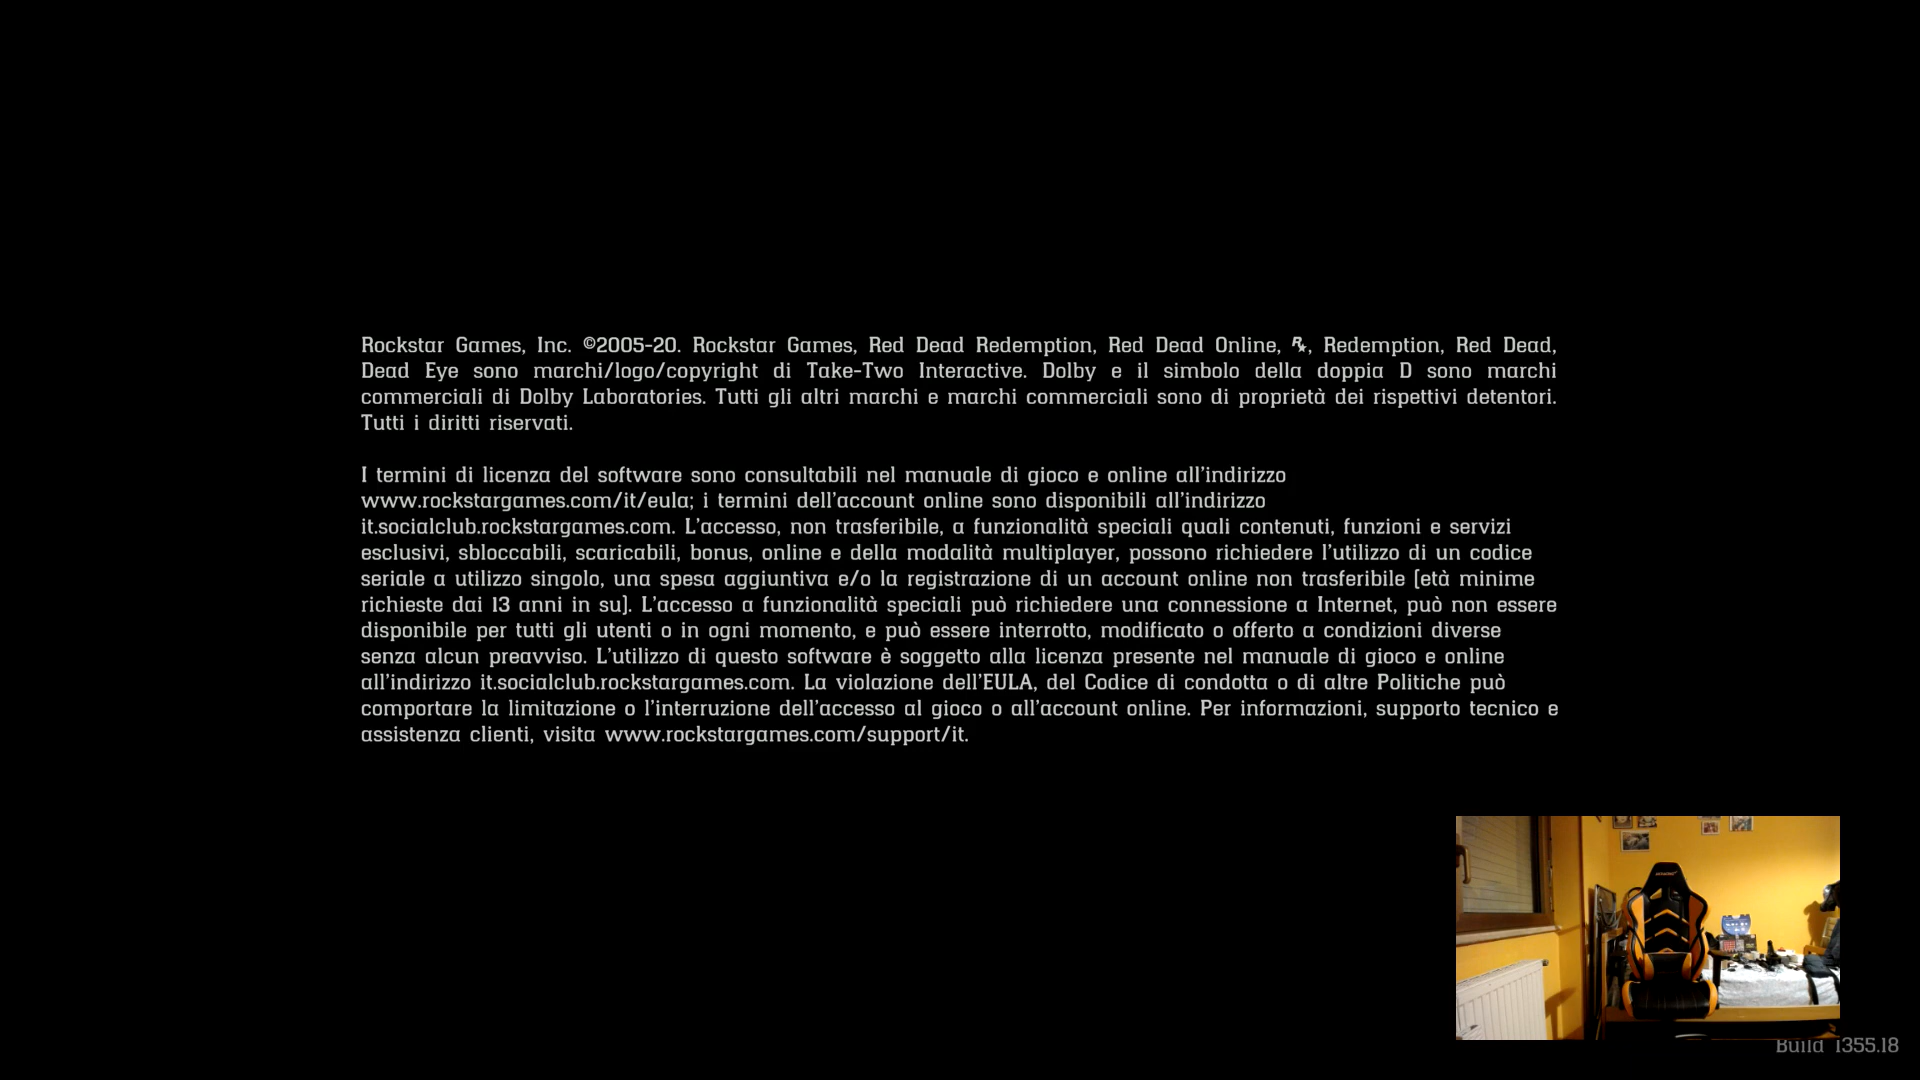 Rockstar Games, Inc. ©2005-20. Rockstar Games, Red Dead Redemption, Red Dead Online, R★, Redemption, Red Dead,
Dead Eye sono marchi/logo/copyright di Take-Two Interactive. Dolby e il simbolo della doppia D sono marchi
commerciali di Dolby Laboratories. Tutti gli altri marchi e marchi commerciali sono di proprietà dei rispettivi detentori.
Tutti i diritti riservati.
I termini di licenza del software sono consultabili nel manuale di gioco e online all'indirizzo
www.rockstargames.com/it/eula; i termini dell'account online sono disponibili all'indirizzo
it.socialclub.rockstargames.com. L'accesso, non trasferibile, a funzionalità speciali quali contenuti, funzioni e servizi
esclusivi, sbloccabili, scaricabili, bonus, online e della modalità multiplayer, possono richiedere l'utilizzo di un codice
seriale a utilizzo singolo, una spesa aggiuntiva e/o la registrazione di un account online non trasferibile (età minime
richieste dai 13 anni in su). L'accesso a funzionalità speciali può richiedere una connessione a Internet, può non essere
disponibile per tutti gli utenti o in ogni momento, e può essere interrotto, modificato o offerto a condizioni diverse
senza alcun preavviso. L'utilizzo di questo software è soggetto alla licenza presente nel manuale di gioco e online
all'indirizzo it.socialclub.rockstargames.com. La violazione dell'EULA, del Codice di condotta o di altre Politiche può
comportare la limitazione o l'interruzione dell'accesso al gioco o all'account online. Per informazioni, supporto tecnico e
assistenza clienti, visita www.rockstargames.com/support/it.
Build 1355.18